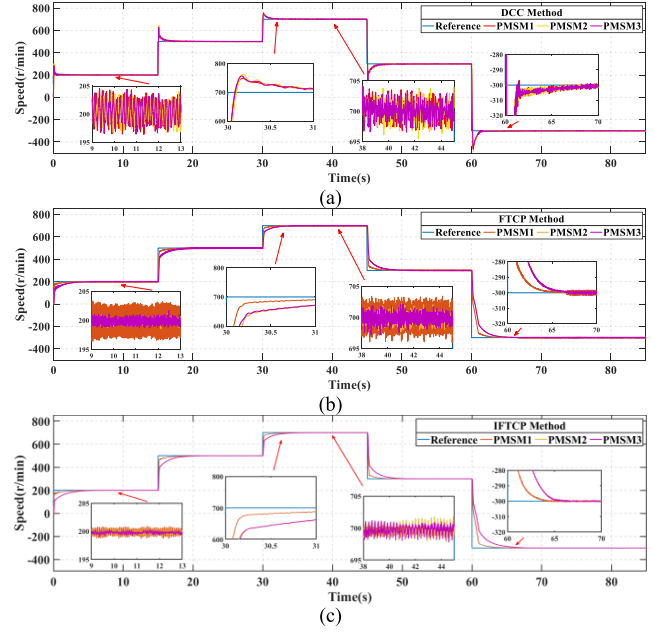 DCC Method
Reference PMSM1 PMSM2 PMSM3
Speed(r/min)
800
600
400
200
0
-200
-400
205
200
195
9 10 11 12 13
800
700
600
30 30.5 31
705
700
695
38 40 42 44
-280
-290
-300
-310
-320
60 65 70
0 10 20 30 40 50 60 70 80
Time(s)
(a)
FTCP Method
Reference PMSM1 PMSM2 PMSM3
Speed(r/min)
800
600
400
200
0
-200
-400
205
200
195
9 10 11 12 13
800
700
600
30 30.5 31
705
700
695
38 40 42 44
-280
-290
-300
-310
-320
60 65 70
0 10 20 30 40 50 60 70 80
Time(s)
(b)
IFTCP Method
Reference PMSM1 PMSM2 PMSM3
Speed(r/min)
800
600
400
200
0
-200
-400
205
200
195
9 10 11 12 13
800
700
600
30 30.5 31
705
700
695
38 40 42 44
-280
-290
-300
-310
-320
60 65 70
0 10 20 30 40 50 60 70 80
Time(s)
(c)